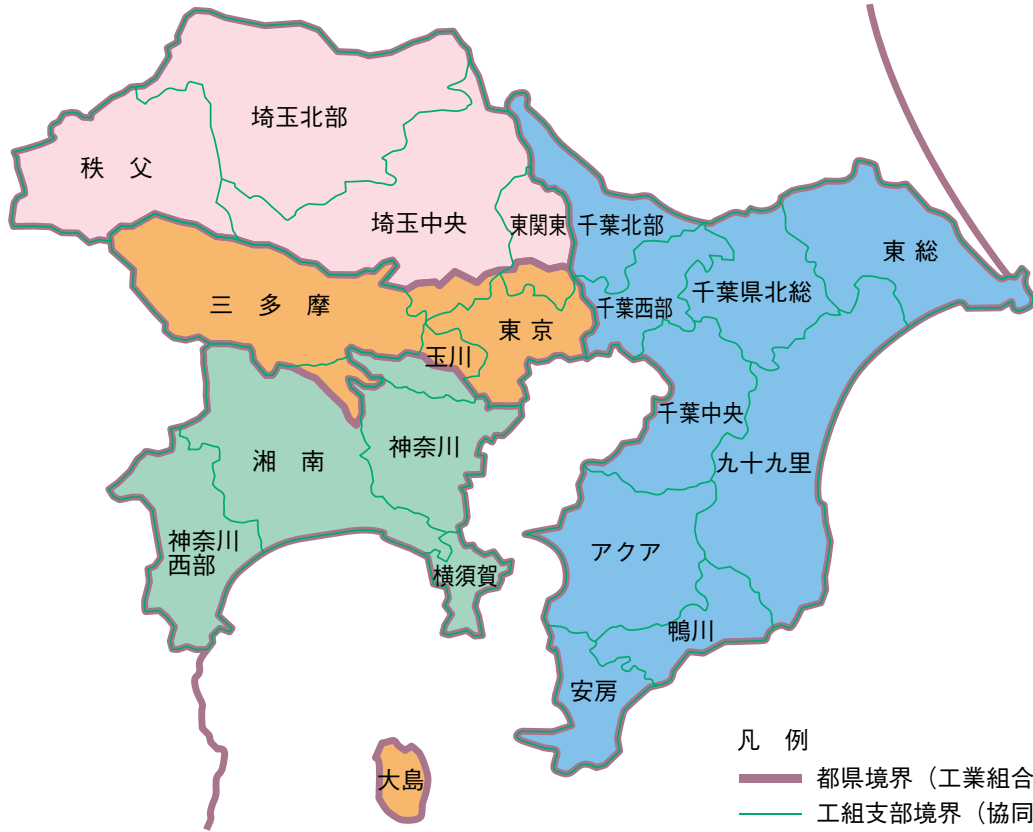 埼玉北部
秩 父
埼玉中央
東関東
千葉北部
東 総
三 多 摩
千葉西部
千葉県北総
東 京
玉川
千葉中央
湘 南
神奈川
九十九里
神奈川
西部
横須賀
アクア
鴨川
安房
大島
凡 例
都県境界（工業組合
工組支部境界（協同